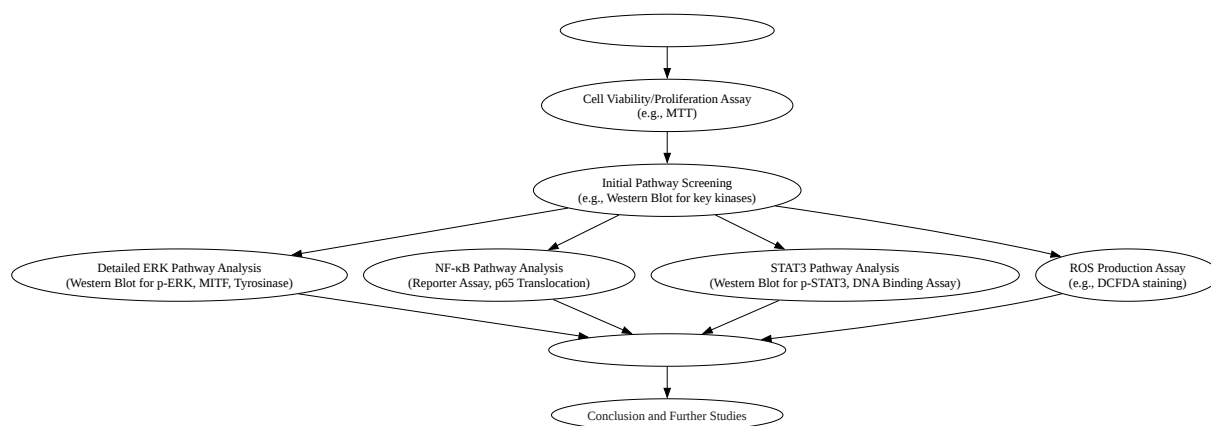 Cell Viability/Proliferation Assay
(e.g., MTT)
Initial Pathway Screening
(e.g., Western Blot for key kinases)
Detailed ERK Pathway Analysis
(Western Blot for p-ERK, MITF, Tyrosinase)
NF-κB Pathway Analysis
(Reporter Assay, p65 Translocation)
STAT3 Pathway Analysis
(Western Blot for p-STAT3, DNA Binding Assay)
ROS Production Assay
(e.g., DCFDA staining)
Conclusion and Further Studies